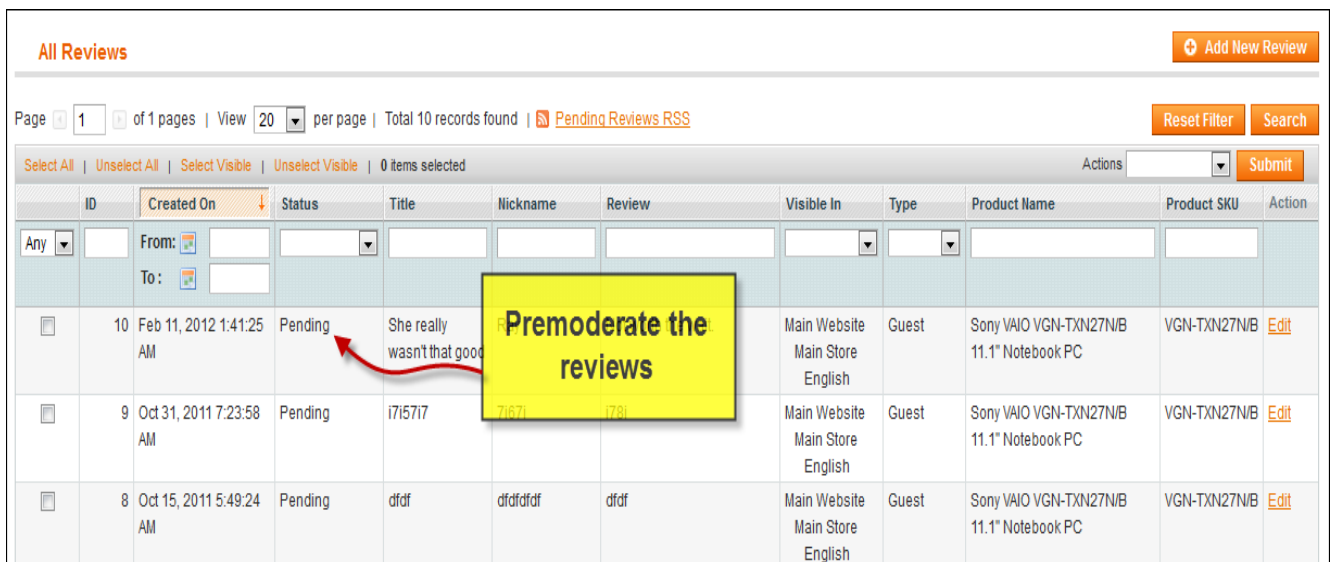 All Reviews
Add New Review
Page 1 of 1 pages | View 20 per page | Total 10 records found | Pending Reviews RSS
Reset Filter Search
Select All | Unselect All | Select Visible | Unselect Visible | 0 items selected Actions Submit
ID Created On Status Title Nickname Review Visible In Type Product Name Product SKU Action
Any From:
To :
10 Feb 11, 2012 1:41:25 Pending She really Main Website Guest Sony VAIO VGN-TXN27N/B VGN-TXN27N/B Edit
AM wasn't that good Main Store 11.1" Notebook PC
English
Premoderate the
reviews
9 Oct 31, 2011 7:23:58 Pending i7i57i7 7i67i i78i Main Website Guest Sony VAIO VGN-TXN27N/B VGN-TXN27N/B Edit
AM Main Store 11.1" Notebook PC
English
8 Oct 15, 2011 5:49:24 Pending dfdf dfdfdfdf dfdf Main Website Guest Sony VAIO VGN-TXN27N/B VGN-TXN27N/B Edit
AM Main Store 11.1" Notebook PC
English